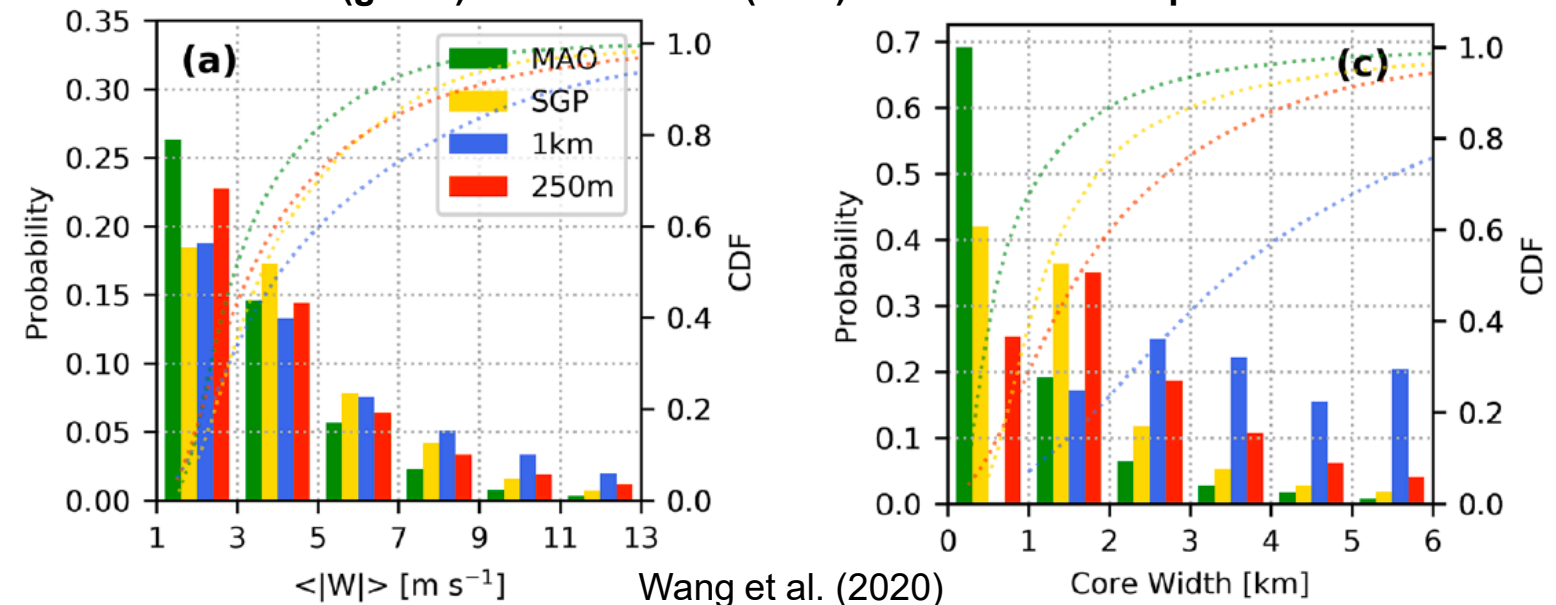 (a)
MAO
SGP
1km
250m
0.35
0.30
0.25
0.20
0.15
0.10
0.05
0.00
Probability
1.0
0.8
0.6
0.4
0.2
0.0
CDF
1 3 5 7 9 11 13
<|W|> [m s⁻¹]
(c)
0.7
0.6
0.5
0.4
0.3
0.2
0.1
0.0
Probability
1.0
0.8
0.6
0.4
0.2
0.0
CDF
0 1 2 3 4 5 6
Core Width [km]
Wang et al. (2020)